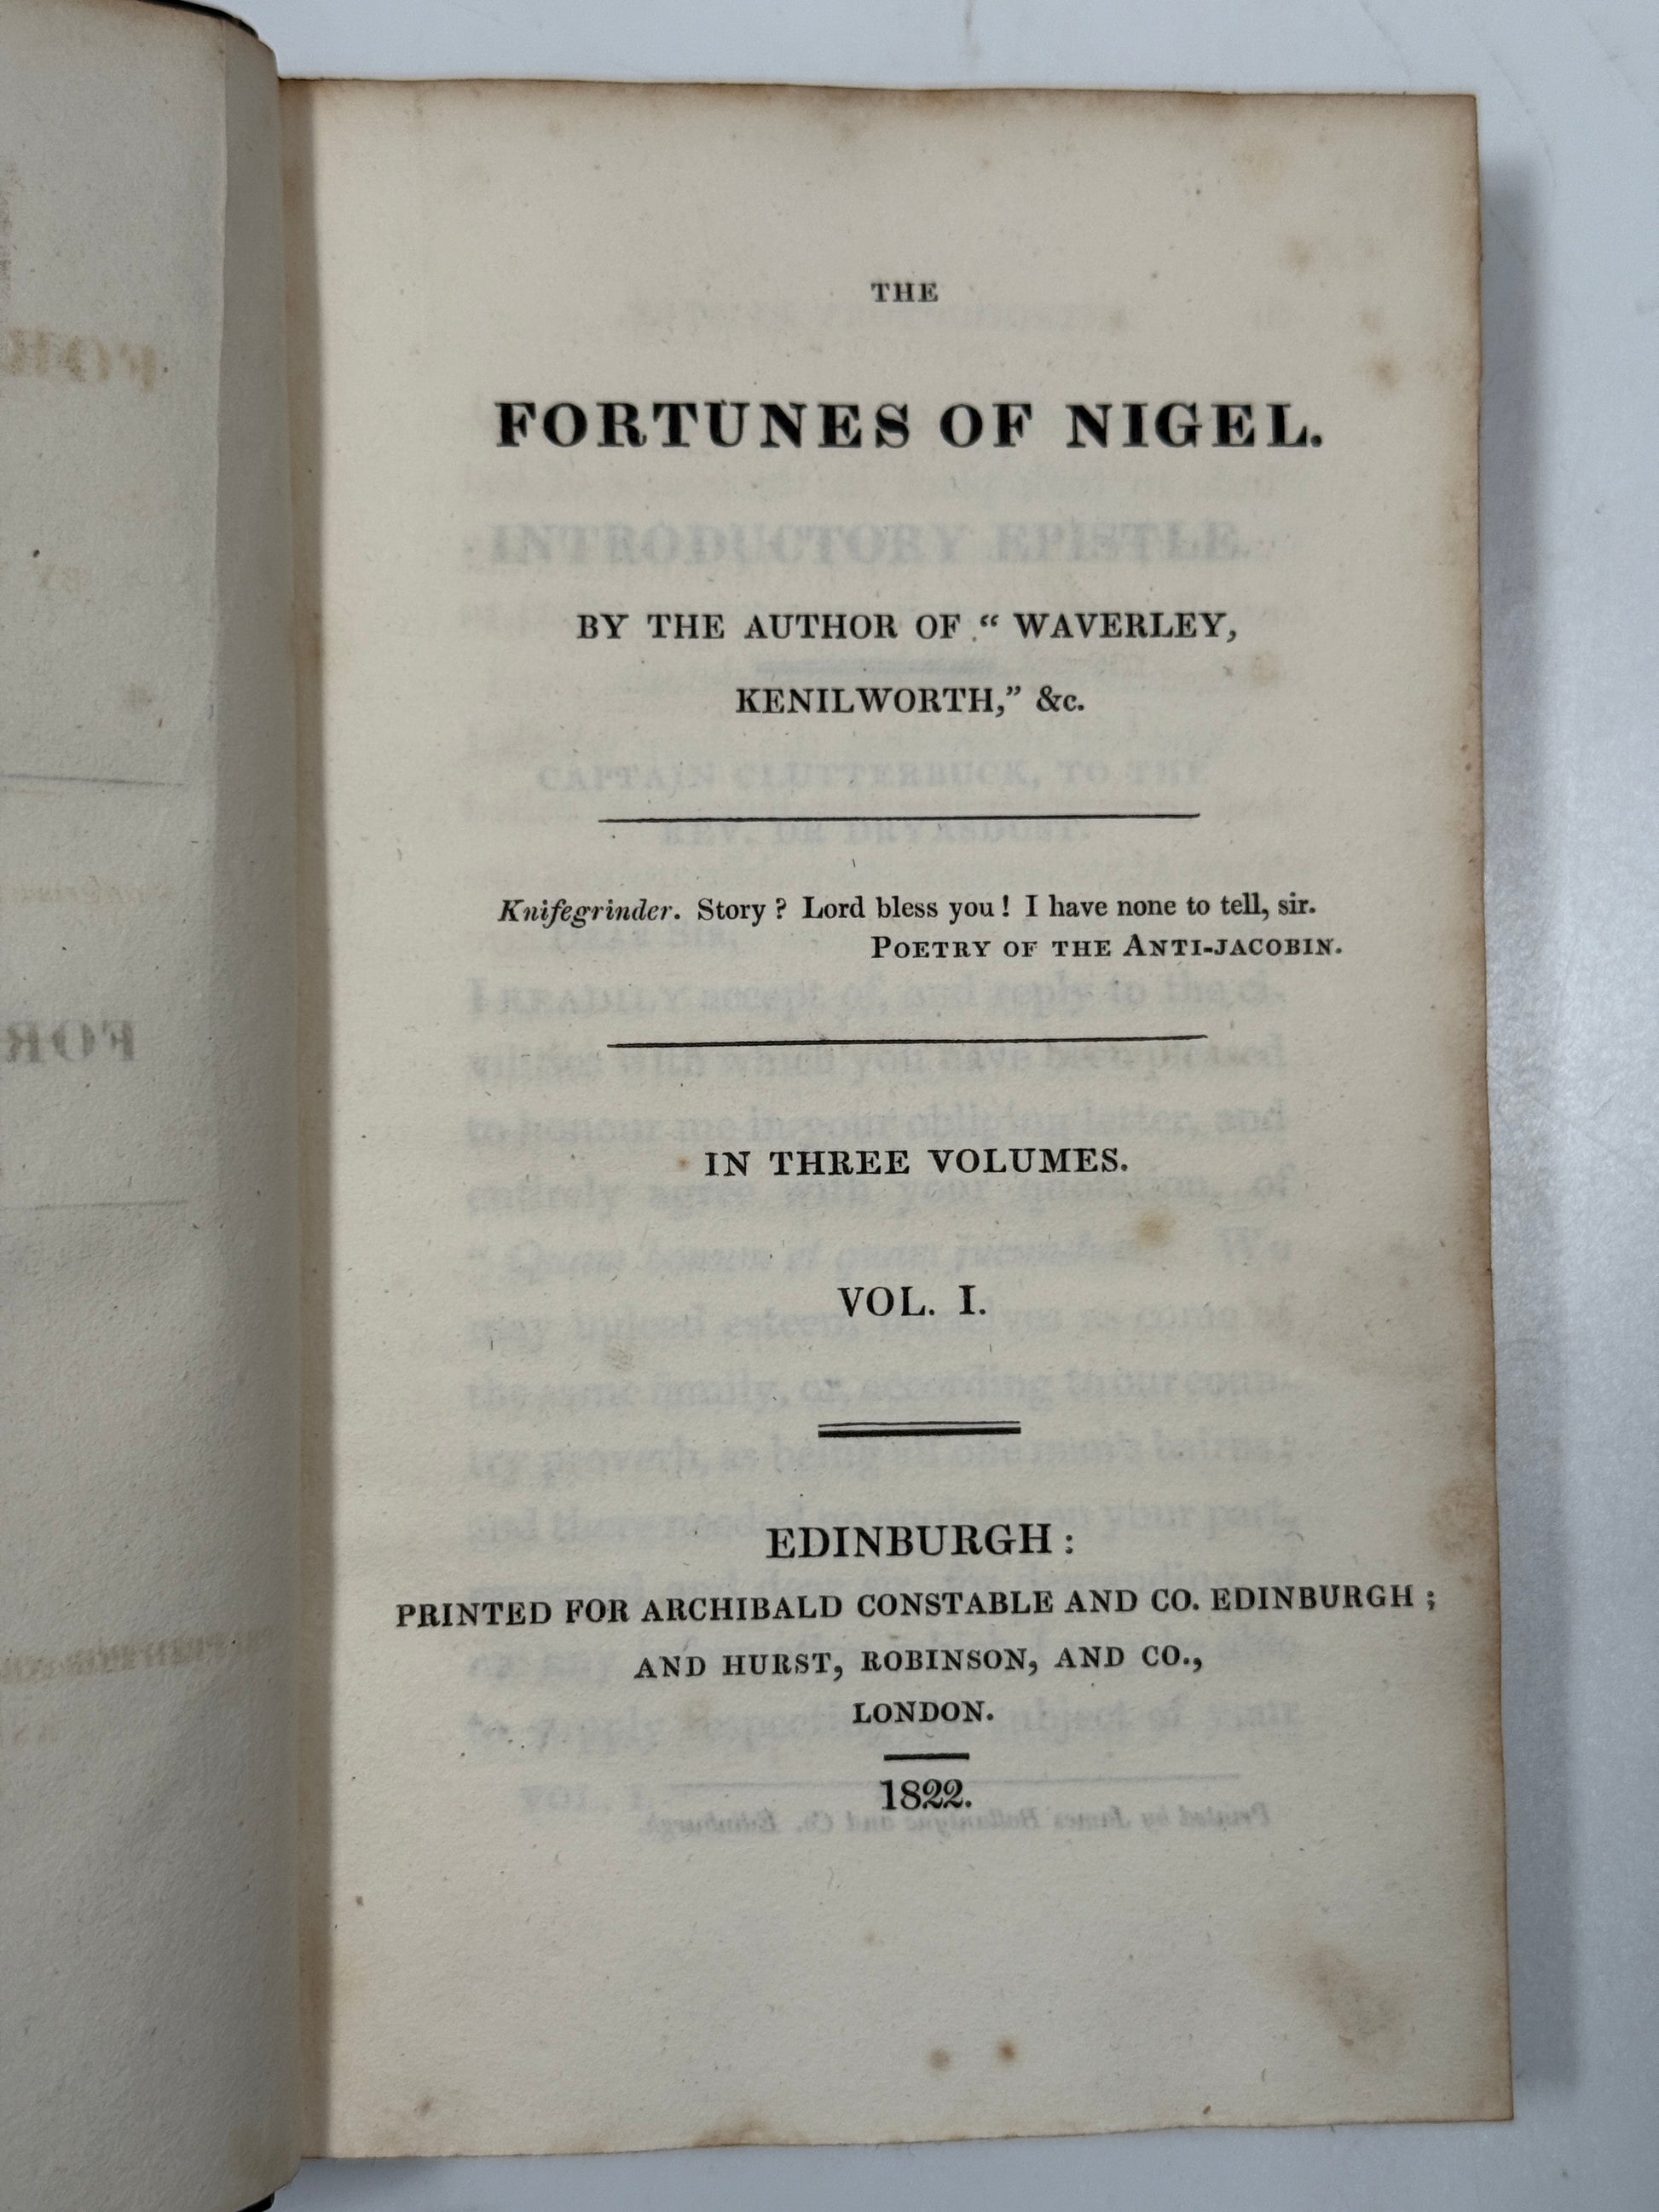 THE
FORTUNES OF NIGEL.
BY THE AUTHOR OF “ WAVERLEY,
KENILWORTH,” &c.
Knifegrinder. Story ? Lord bless you ! I have none to tell, sir.
POETRY OF THE ANTI-JACOBIN.
IN THREE VOLUMES.
VOL. I.
EDINBURGH :
PRINTED FOR ARCHIBALD CONSTABLE AND CO. EDINBURGH ;
AND HURST, ROBINSON, AND CO.,
LONDON.
1822.